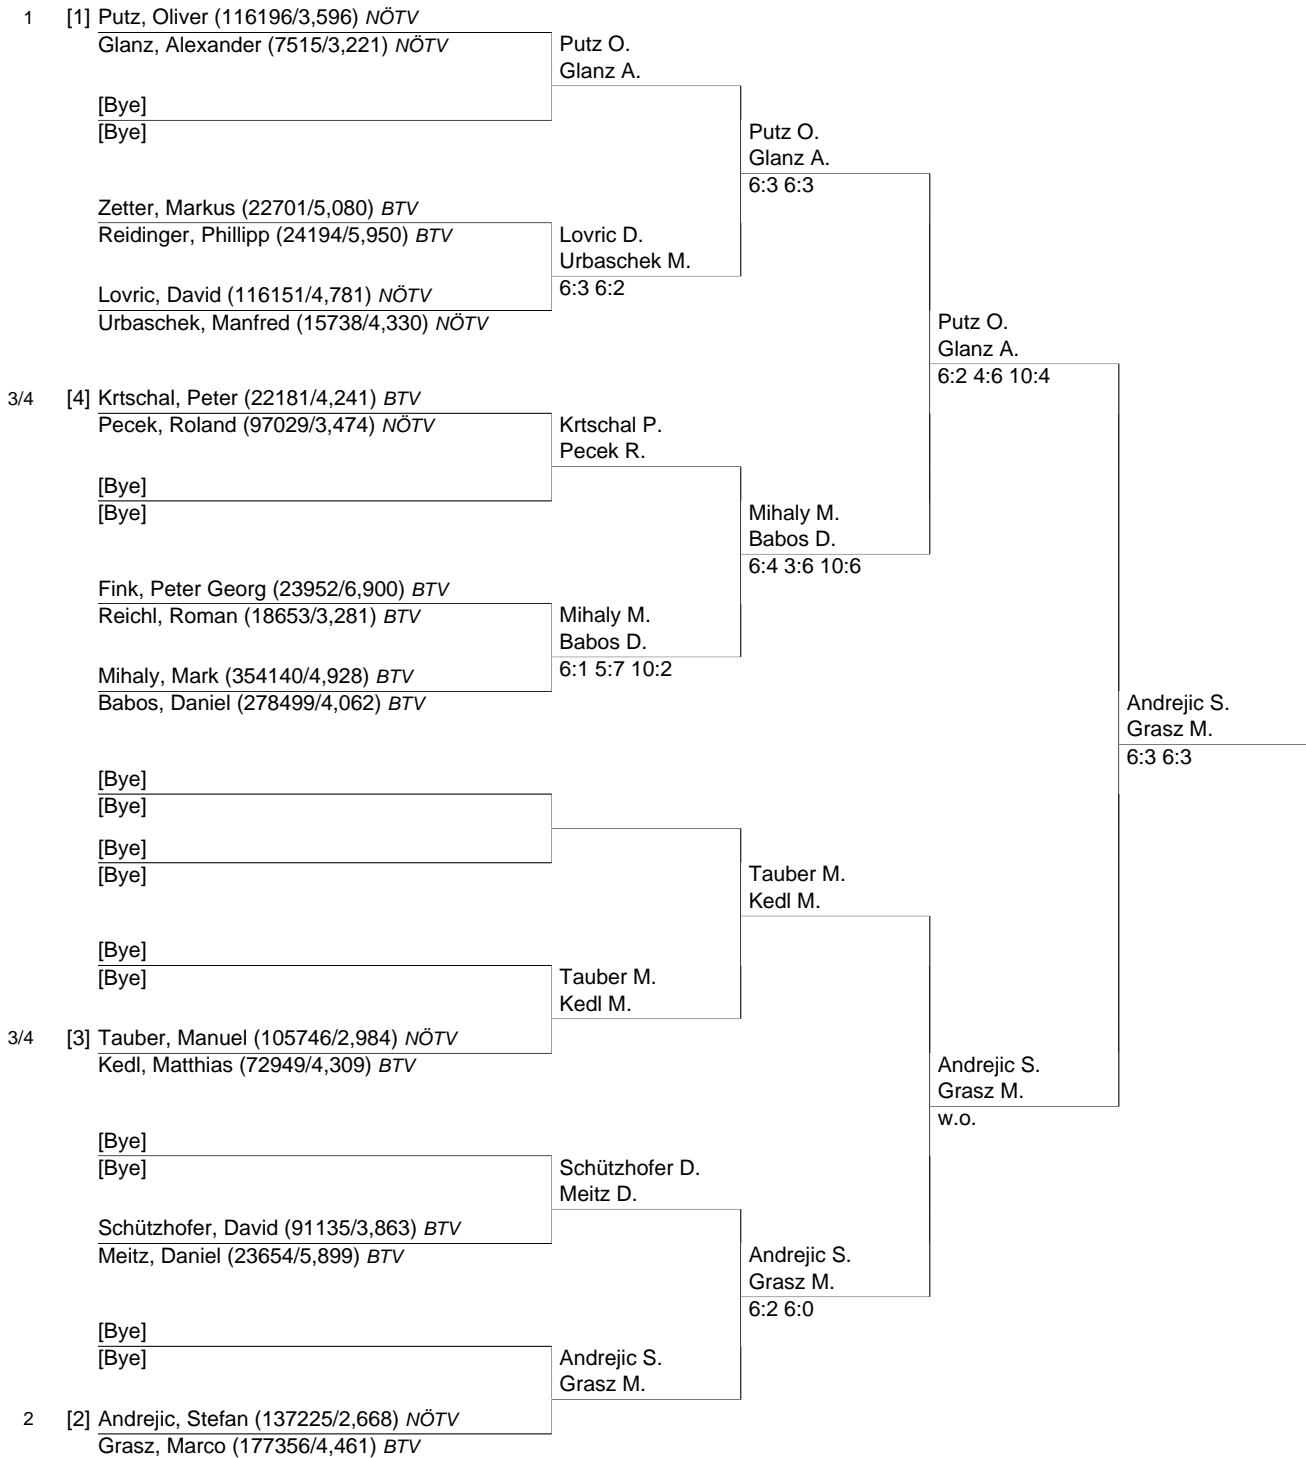 1 [1] Putz, Oliver (116196/3,596) NÖTV
Glanz, Alexander (7515/3,221) NÖTV
Putz O.
Glanz A.
[Bye]
[Bye]
Putz O.
Glanz A.
6:3 6:3
Zetter, Markus (22701/5,080) BTV
Reidinger, Phillipp (24194/5,950) BTV
Lovric D.
Urbaschek M.
6:3 6:2
Lovric, David (116151/4,781) NÖTV
Urbaschek, Manfred (15738/4,330) NÖTV
Putz O.
Glanz A.
6:2 4:6 10:4
3/4 [4] Krtschal, Peter (22181/4,241) BTV
Pecek, Roland (97029/3,474) NÖTV
Krtschal P.
Pecek R.
[Bye]
[Bye]
Mihaly M.
Babos D.
6:4 3:6 10:6
Fink, Peter Georg (23952/6,900) BTV
Reichl, Roman (18653/3,281) BTV
Mihaly M.
Babos D.
6:1 5:7 10:2
Mihaly, Mark (354140/4,928) BTV
Babos, Daniel (278499/4,062) BTV
Andrejic S.
Grasz M.
6:3 6:3
[Bye]
[Bye]
[Bye]
[Bye]
Tauber M.
Kedl M.
[Bye]
[Bye]
Tauber M.
Kedl M.
3/4 [3] Tauber, Manuel (105746/2,984) NÖTV
Kedl, Matthias (72949/4,309) BTV
Andrejic S.
Grasz M.
w.o.
[Bye]
[Bye]
Schützhofer D.
Meitz D.
Schützhofer, David (91135/3,863) BTV
Meitz, Daniel (23654/5,899) BTV
Andrejic S.
Grasz M.
6:2 6:0
[Bye]
[Bye]
Andrejic S.
Grasz M.
2 [2] Andrejic, Stefan (137225/2,668) NÖTV
Grasz, Marco (177356/4,461) BTV